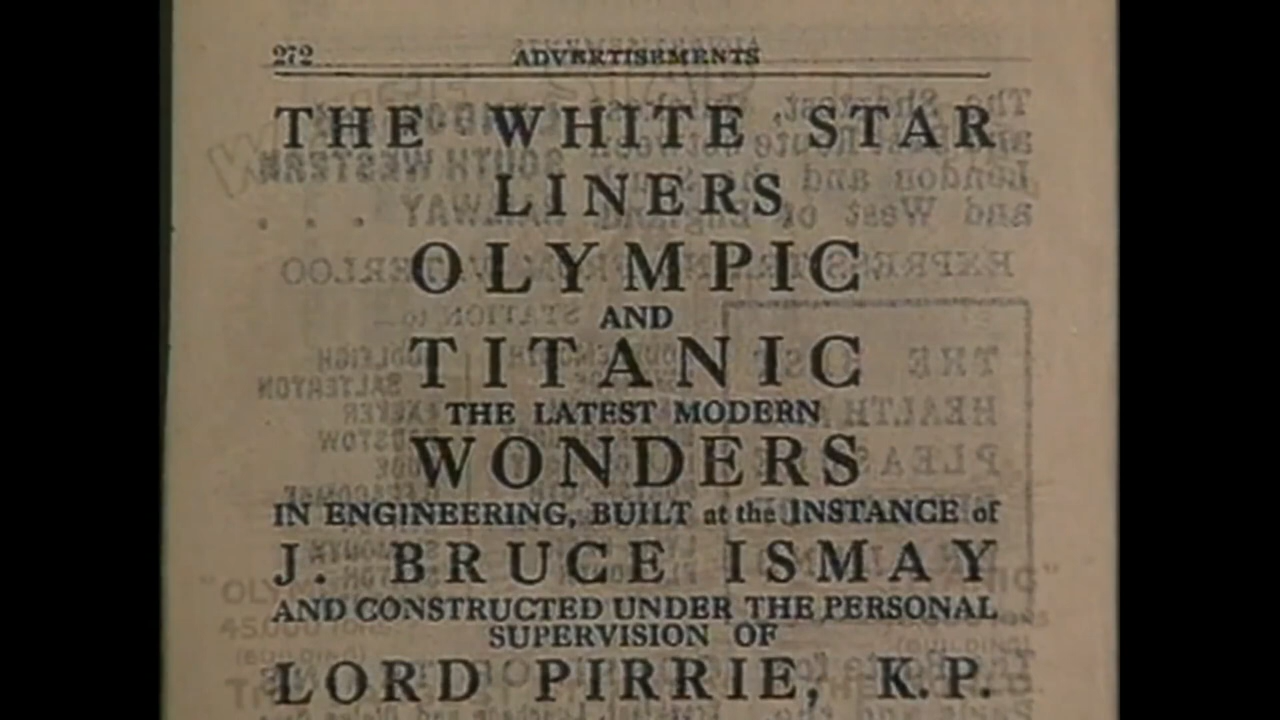 272 ADVERTISEMENTS
THE WHITE STAR
LINERS
OLYMPIC
AND
TITANIC
THE LATEST MODERN
WONDERS
IN ENGINEERING, BUILT at the INSTANCE of
J. BRUCE ISMAY
AND CONSTRUCTED UNDER THE PERSONAL
SUPERVISION OF
LORD PIRRIE, K.P.